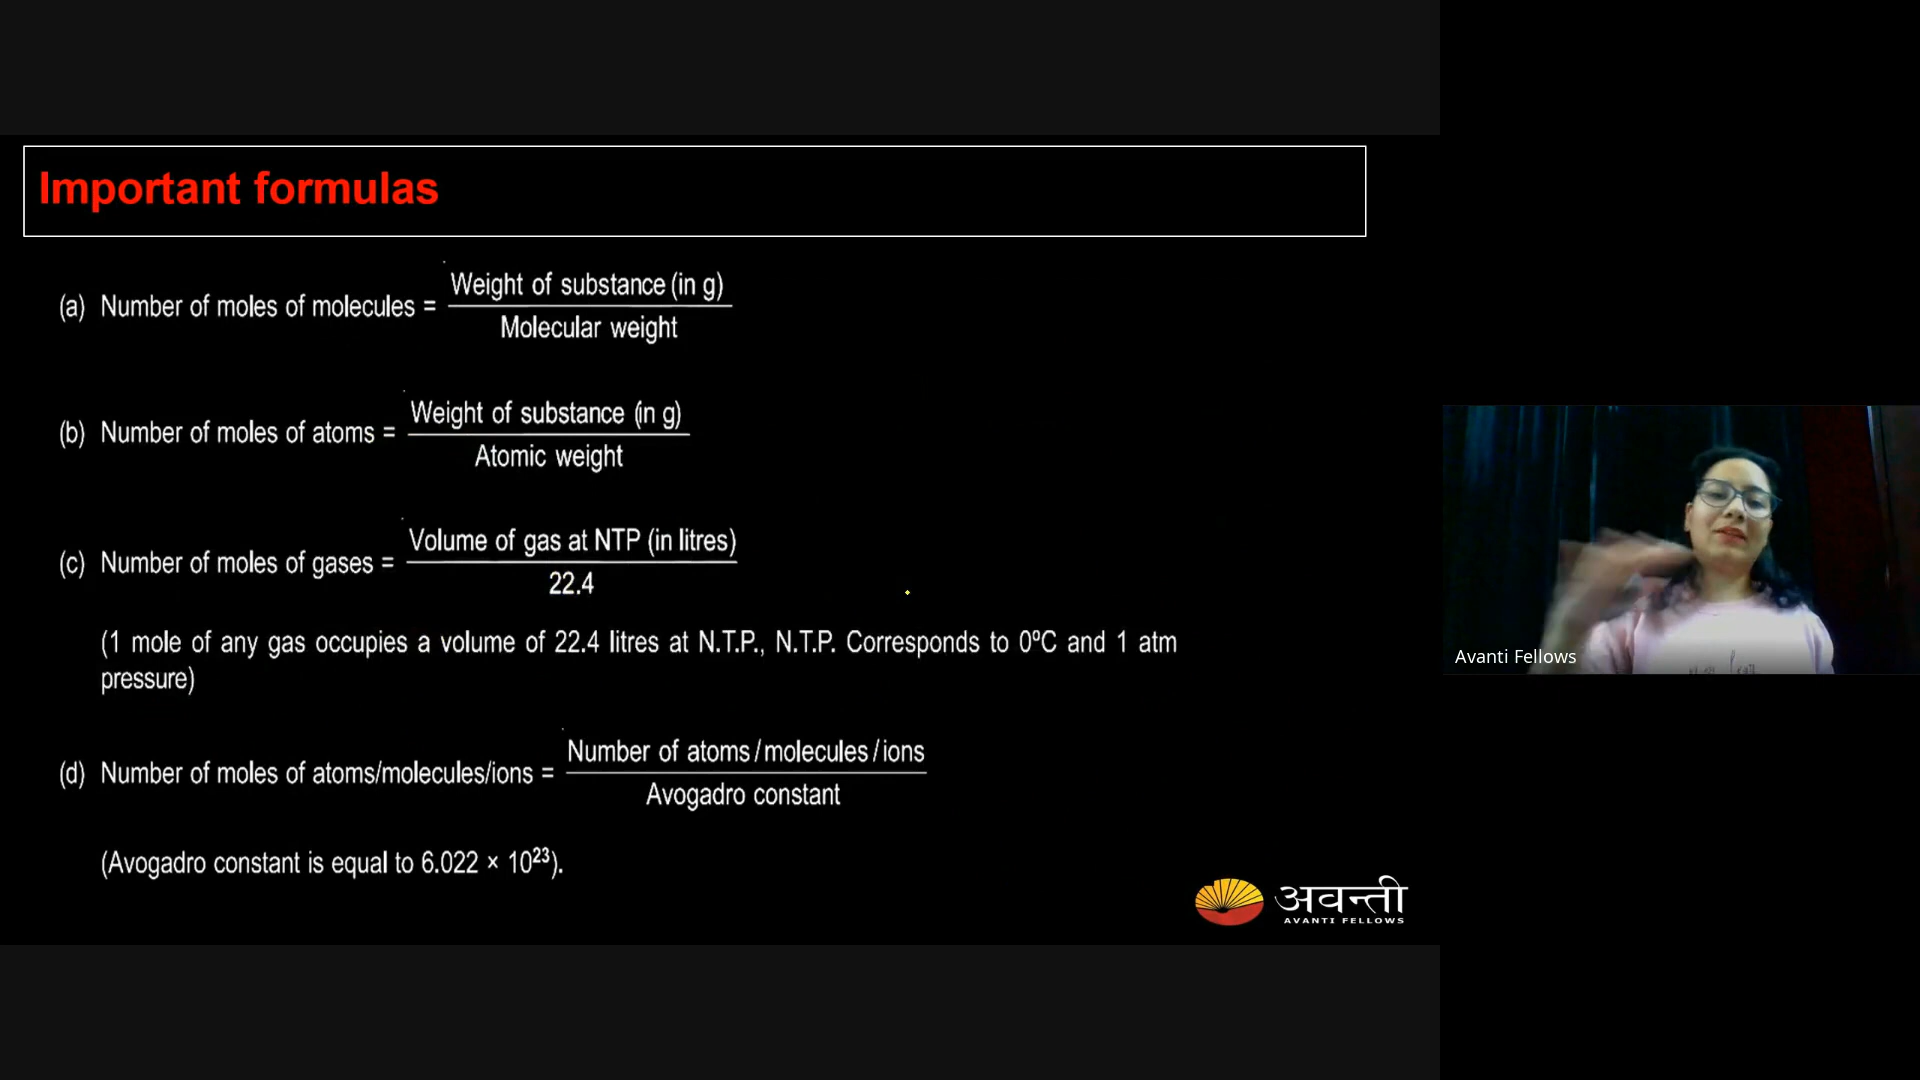 Important formulas
(a) Number of moles of molecules = Weight of substance (in g) / Molecular weight
(b) Number of moles of atoms = Weight of substance (in g) / Atomic weight
(c) Number of moles of gases = Volume of gas at NTP (in litres) / 22.4
(1 mole of any gas occupies a volume of 22.4 litres at N.T.P., N.T.P. Corresponds to 0ºC and 1 atm
pressure)
(d) Number of moles of atoms/molecules/ions = Number of atoms / molecules / ions / Avogadro constant
(Avogadro constant is equal to 6.022 × 10²³).
अवन्ती
AVANTI FELLOWS
Avanti Fellows